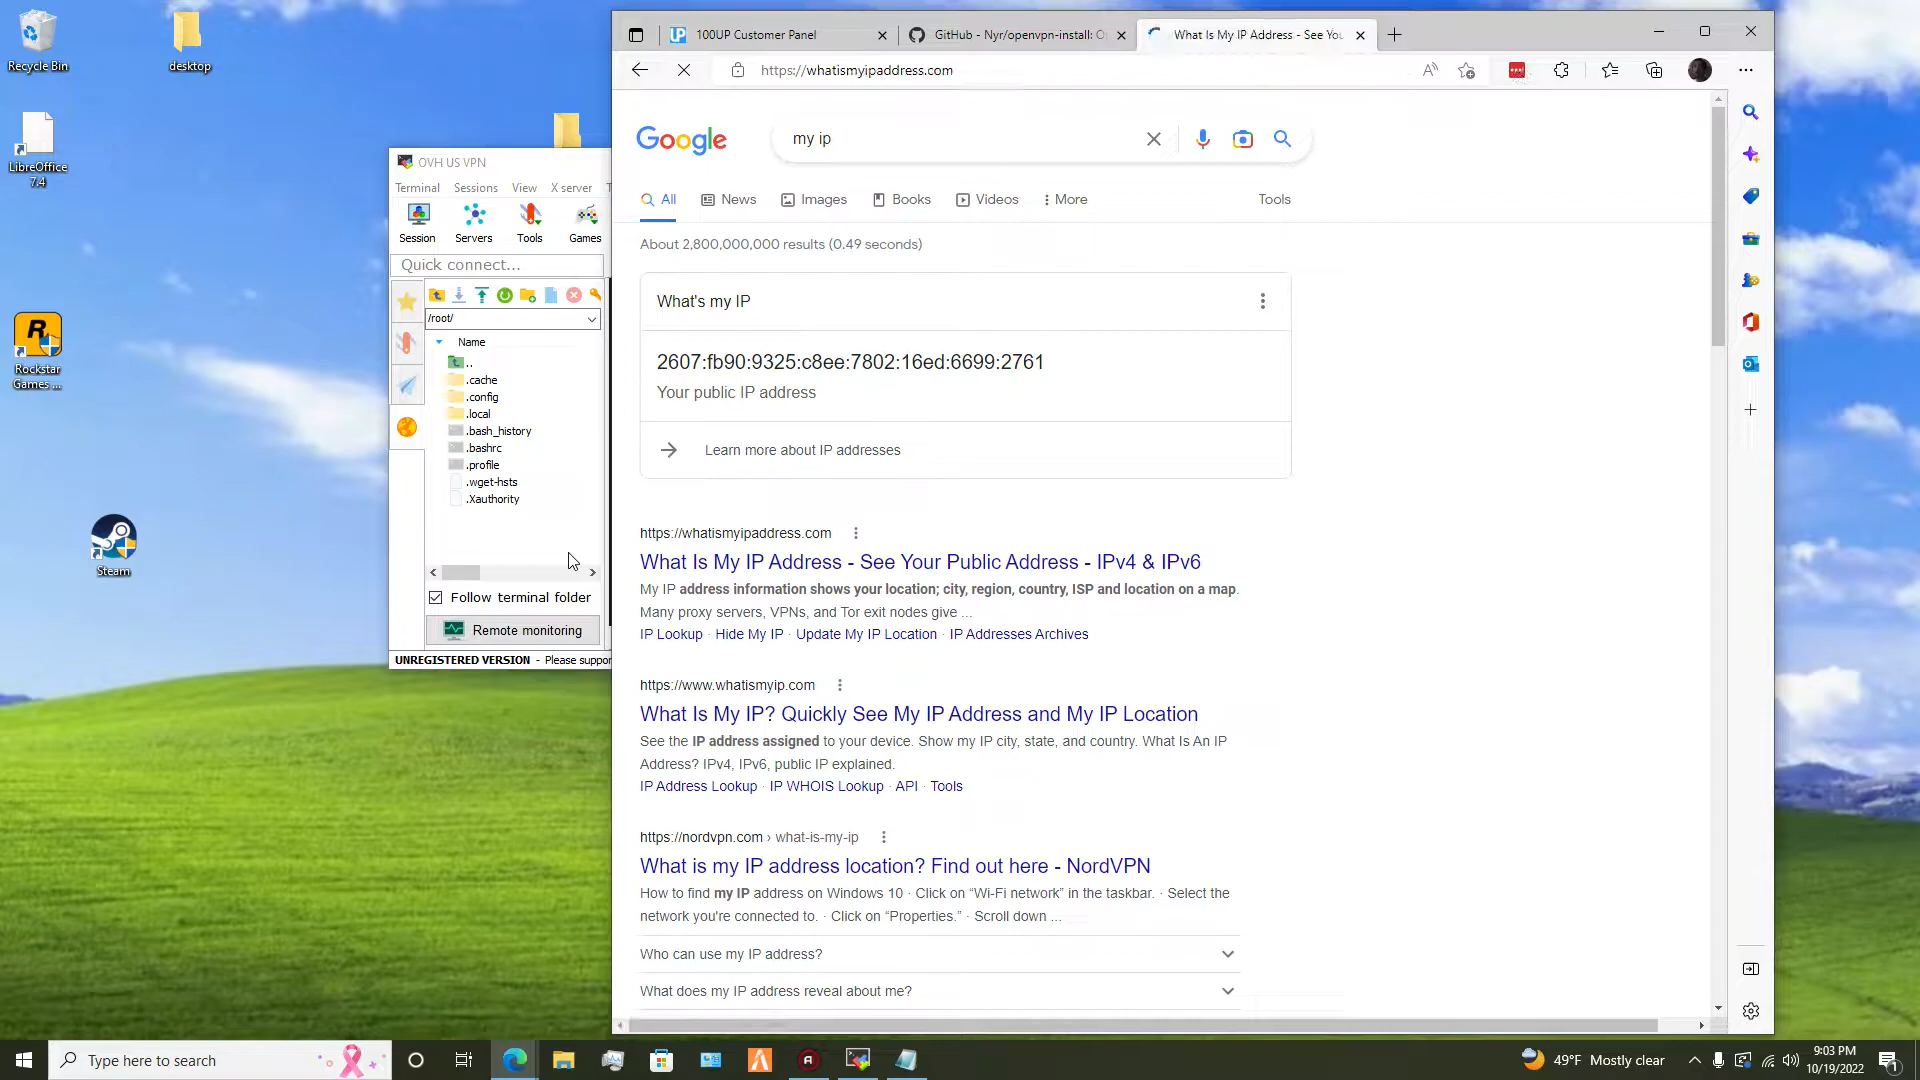 Recycle Bin
desktop
LibreOffice
7.4
Rockstar
Games ...
Steam
OVH US VPN
Terminal
Sessions
View
X server
Session
Servers
Tools
Games
Quick connect...
/root/
Name
..
.cache
.config
.local
.bash_history
.bashrc
.profile
.wget-hsts
.Xauthority
Follow terminal folder
Remote monitoring
UNREGISTERED VERSION - Please suppor
100UP Customer Panel
GitHub - Nyr/openvpn-install: O
What Is My IP Address - See You
https://whatismyipaddress.com
Google
my ip
All
News
Images
Books
Videos
More
Tools
About 2,800,000,000 results (0.49 seconds)
What's my IP
2607:fb90:9325:c8ee:7802:16ed:6699:2761
Your public IP address
Learn more about IP addresses
https://whatismyipaddress.com
What Is My IP Address - See Your Public Address - IPv4 & IPv6
My IP address information shows your location; city, region, country, ISP and location on a map.
Many proxy servers, VPNs, and Tor exit nodes give ...
IP Lookup · Hide My IP · Update My IP Location · IP Addresses Archives
https://www.whatismyip.com
What Is My IP? Quickly See My IP Address and My IP Location
See the IP address assigned to your device. Show my IP city, state, and country. What Is An IP
Address? IPv4, IPv6, public IP explained.
IP Address Lookup · IP WHOIS Lookup · API · Tools
https://nordvpn.com › what-is-my-ip
What is my IP address location? Find out here - NordVPN
How to find my IP address on Windows 10 · Click on “Wi-Fi network” in the taskbar. · Select the
network you're connected to. · Click on “Properties.” · Scroll down ...
Who can use my IP address?
What does my IP address reveal about me?
Type here to search
49°F Mostly clear
9:03 PM
10/19/2022
1